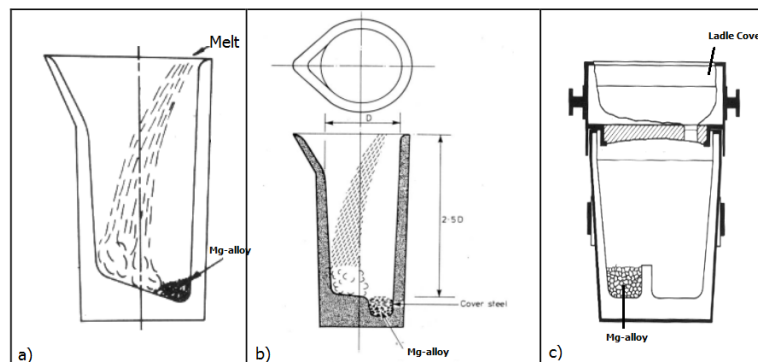 Melt
Mg-alloy
a)
D
2·5D
Cover steel
Mg-alloy
b)
Ladle Cove
Mg-alloy
c)